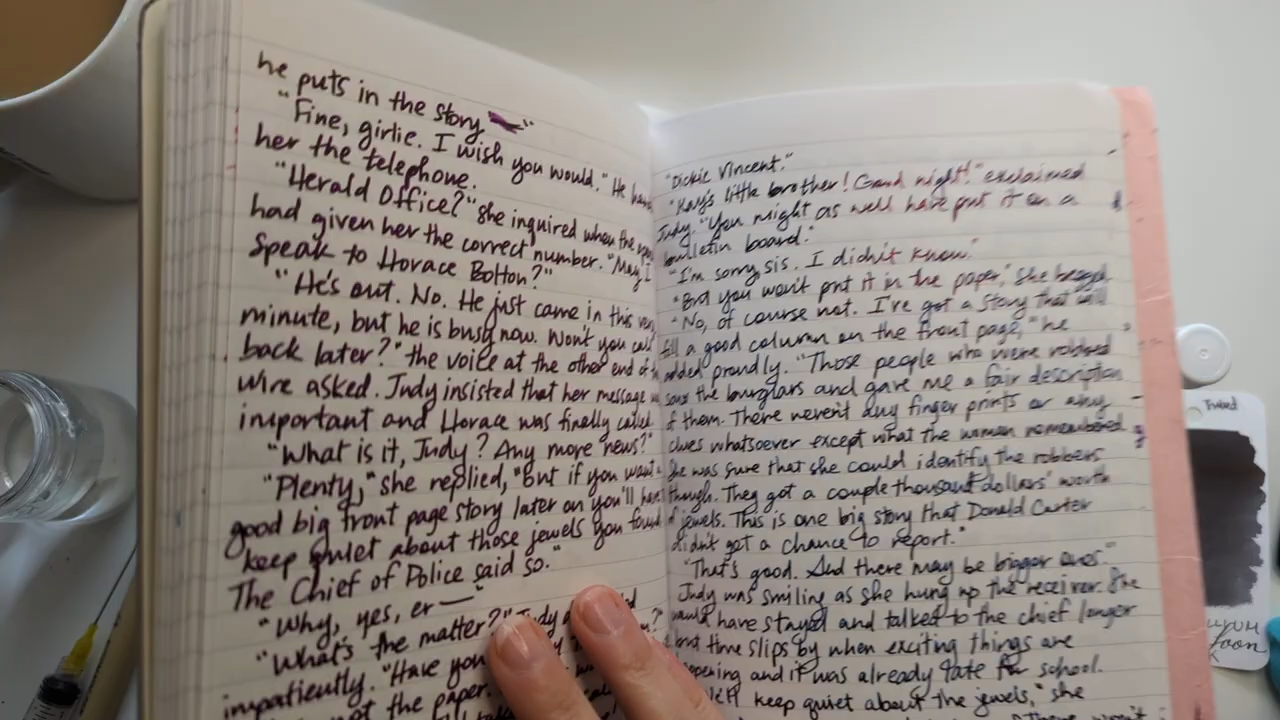 he puts in the story"
"Fine, girlie. I wish you would." He
her the telephone.
"Herald Office?" she inquired when the
had given her the correct number. "May I
speak to Horace Bolton?"
"He's out. No. He just came in this
minute, but he is busy now. Won't you call
back later?" the voice at the other end of
wire asked. Judy insisted that her message
important and Horace was finally called
"What is it, Judy? Any more news?"
"Plenty," she replied, "but if you want
good big front page story later on you'll have
keep quiet about those jewels you found
The Chief of Police said so."
"Why, yes, er—"
"What's the matter?" Judy
impatiently. "Have you
not the paper.
"Dickie Vincent."
"Kay's little brother! Good night!" exclaimed
Judy. "You might as well have put it on a
bulletin board."
"I'm sorry, sis. I didn't know."
"But you won't put it in the paper," she begged
"No, of course not. I've got a story that will
fill a good column on the front page," he
added proudly. "Those people who were robbed
saw the burglars and gave me a fair description
of them. There weren't any finger prints or any
clues whatsoever except what the woman remembered.
She was sure that she could identify the robbers
though. They got a couple thousand dollars' worth
of jewels. This is one big story that Donald Carter
didn't get a chance to report."
"That's good. And there may be bigger ones."
Judy was smiling as she hung up the receiver. She
would have stayed and talked to the chief longer
but time slips by when exciting things are
and it was already late for school.
keep quiet about the jewels," she
Tweed